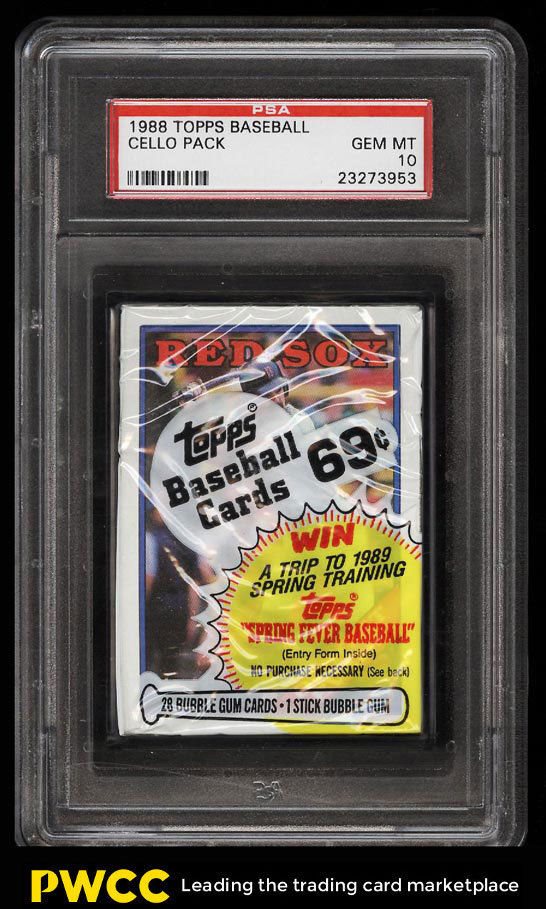 PSA
1988 TOPPS BASEBALL
CELLO PACK GEM MT
10
23273953
RED SOX
Topps®
Baseball
Cards 69¢
WIN
A TRIP TO 1989
SPRING TRAINING
Topps®
"SPRING FEVER BASEBALL"
(Entry Form Inside)
NO PURCHASE NECESSARY (See back)
28 BUBBLE GUM CARDS • 1 STICK BUBBLE GUM
PSA
PWCC Leading the trading card marketplace